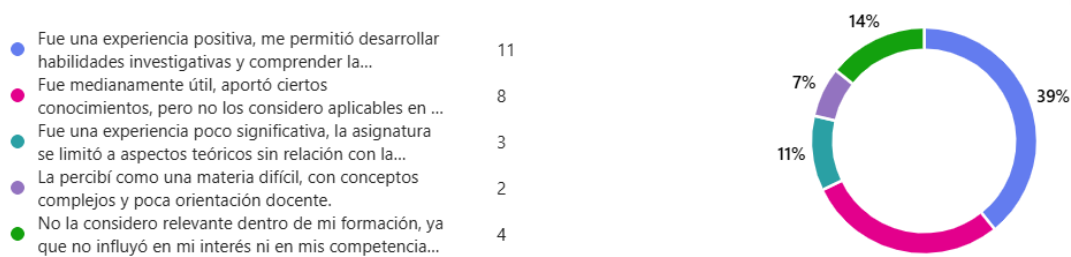 Fue una experiencia positiva, me permitió desarrollar
habilidades investigativas y comprender la...
11
Fue medianamente útil, aportó ciertos
conocimientos, pero no los considero aplicables en ...
8
Fue una experiencia poco significativa, la asignatura
se limitó a aspectos teóricos sin relación con la...
3
La percibí como una materia difícil, con conceptos
complejos y poca orientación docente.
2
No la considero relevante dentro de mi formación, ya
que no influyó en mi interés ni en mis competencia...
4
14%
7%
39%
11%